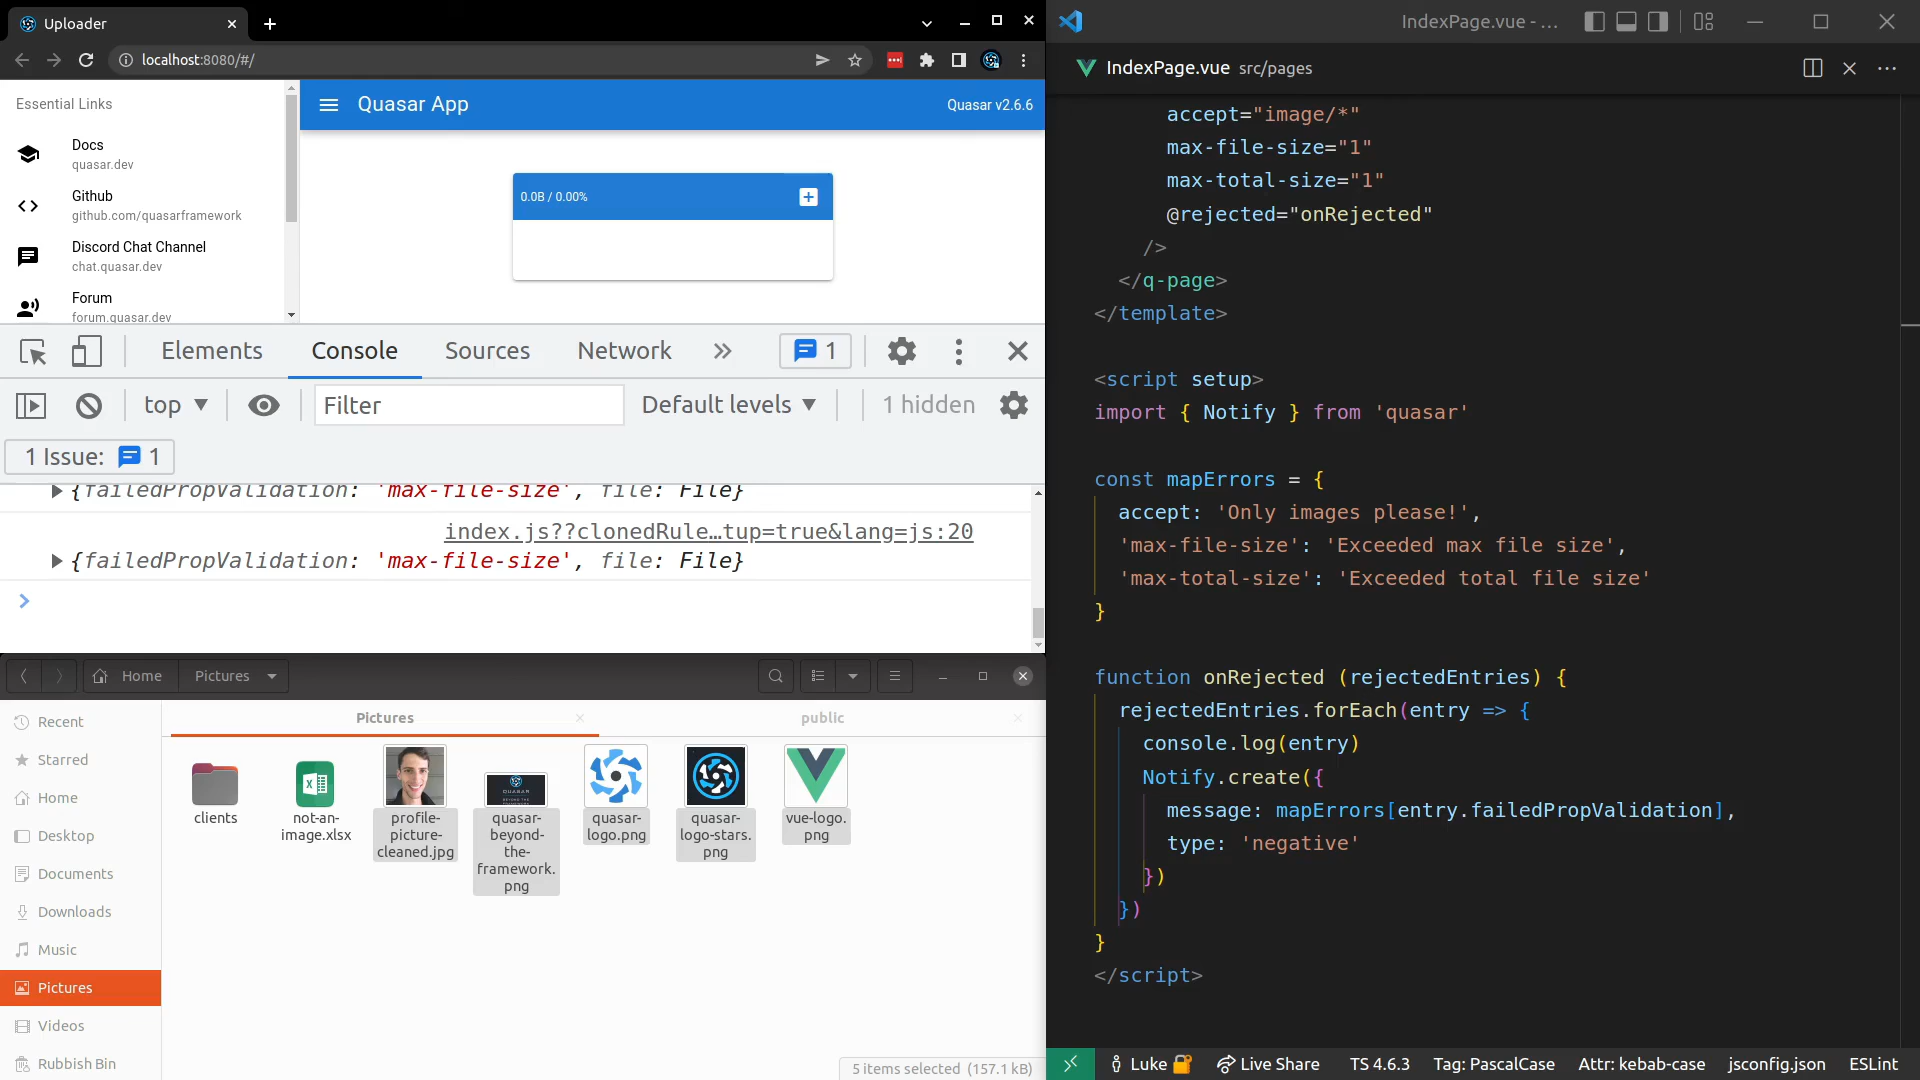 Uploader
localhost:8080/#/
Essential Links
Docs
quasar.dev
Github
github.com/quasarframework
Discord Chat Channel
chat.quasar.dev
Forum
forum.quasar.dev
Quasar App
Quasar v2.6.6
0.0B / 0.00%
Elements
Console
Sources
Network
1
top
Filter
Default levels
1 hidden
1 Issue:
1
{failedPropValidation: 'max-file-size', file: File}
index.js??clonedRule…tup=true&lang=js:20
{failedPropValidation: 'max-file-size', file: File}
Home
Pictures
Recent
Starred
Home
Desktop
Documents
Downloads
Music
Pictures
Videos
Rubbish Bin
Pictures
public
clients
not-an-
image.xlsx
profile-
picture-
cleaned.jpg
quasar-
beyond-
the-
framework.
png
quasar-
logo.png
quasar-
logo-stars.
png
vue-logo.
png
5 items selected (157.1 kB)
IndexPage.vue - …
IndexPage.vue src/pages
accept="image/*"
max-file-size="1"
max-total-size="1"
@rejected="onRejected"
/>
</q-page>
</template>
<script setup>
import { Notify } from 'quasar'
const mapErrors = {
accept: 'Only images please!',
'max-file-size': 'Exceeded max file size',
'max-total-size': 'Exceeded total file size'
}
function onRejected (rejectedEntries) {
rejectedEntries.forEach(entry => {
console.log(entry)
Notify.create({
message: mapErrors[entry.failedPropValidation],
type: 'negative'
})
})
}
</script>
Luke
Live Share
TS 4.6.3
Tag: PascalCase
Attr: kebab-case
jsconfig.json
ESLint